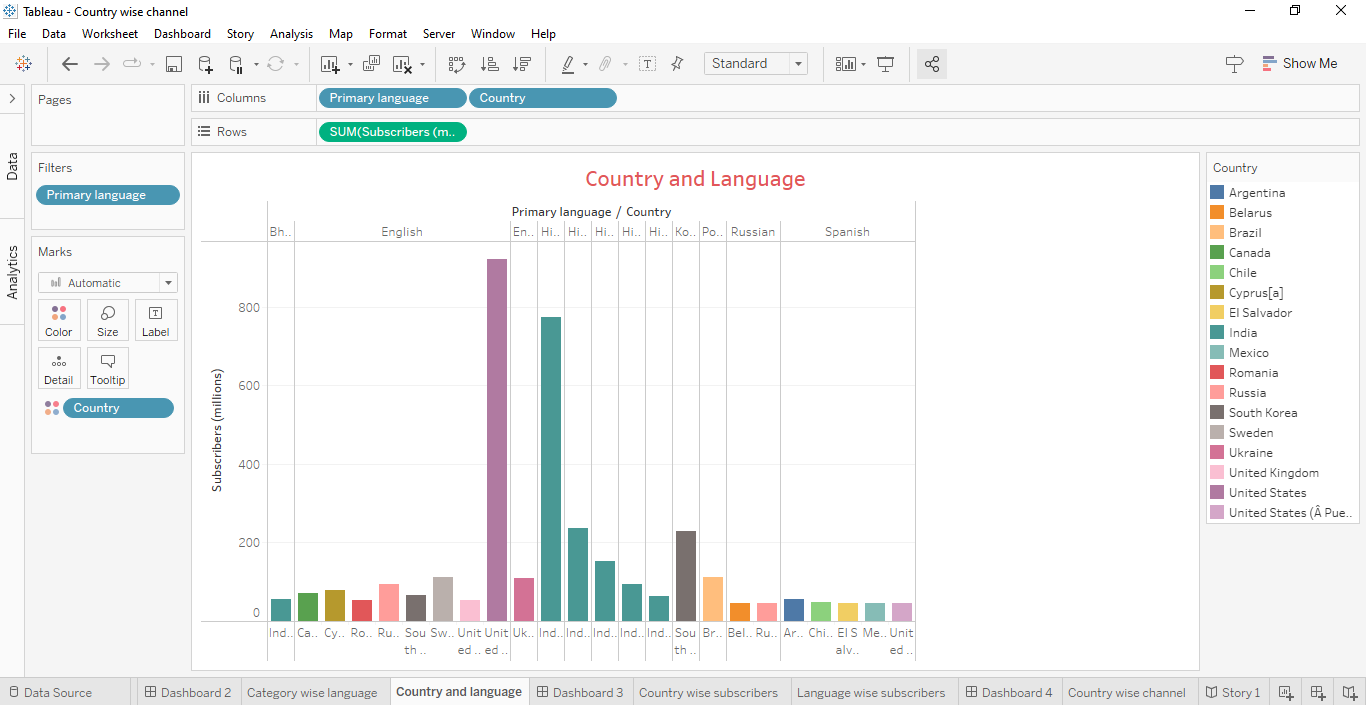 Tableau - Country wise channel
File Data Worksheet Dashboard Story Analysis Map Format Server Window Help
Standard
Show Me
Pages
Columns
Primary language Country
Rows
SUM(Subscribers (m..
Data
Analytics
Filters
Primary language
Marks
Automatic
Color Size Label
Detail Tooltip
Country
Country and Language
Primary language / Country
Bh.. English En.. Hi.. Hi.. Hi.. Hi.. Hi.. Ko.. Po.. Russian Spanish
Subscribers (millions)
800
600
400
200
0
Ind.. Ca.. Cy.. Ro.. Ru.. Sou Sw.. Unit Unit Uk.. Ind.. Ind.. Ind.. Ind.. Ind.. Sou Br.. Bel.. Ru.. Ar.. Chi.. El S Me.. Unit
th .. ed .. ed .. th .. alv.. ed ..
Country
Argentina
Belarus
Brazil
Canada
Chile
Cyprus[a]
El Salvador
India
Mexico
Romania
Russia
South Korea
Sweden
Ukraine
United Kingdom
United States
United States (Â Pue..
Data Source Dashboard 2 Category wise language Country and language Dashboard 3 Country wise subscribers Language wise subscribers Dashboard 4 Country wise channel Story 1